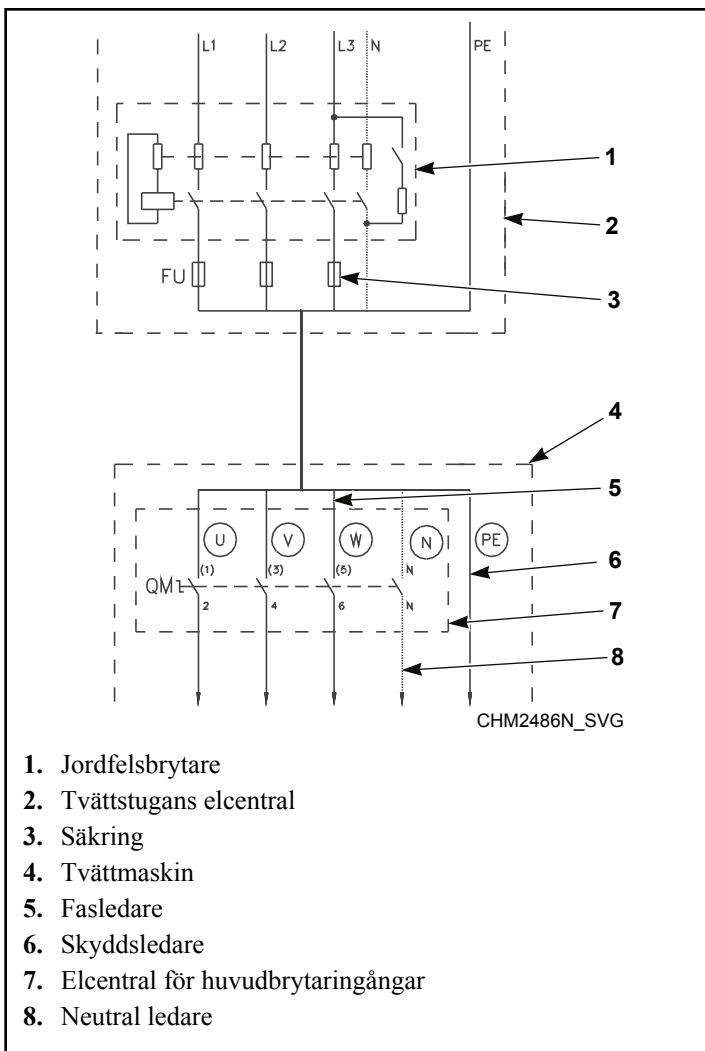 L1 L2 L3 N PE
1
2
FU
3
4
5
U V W N PE
(1) (3) (5) N
QM1
6
2 4 6 N
7
8
CHM2486N_SVG
1. Jordfelsbrytare
2. Tvättstugans elcentral
3. Säkring
4. Tvättmaskin
5. Fasledare
6. Skyddsledare
7. Elcentral för huvudbrytaringångar
8. Neutral ledare